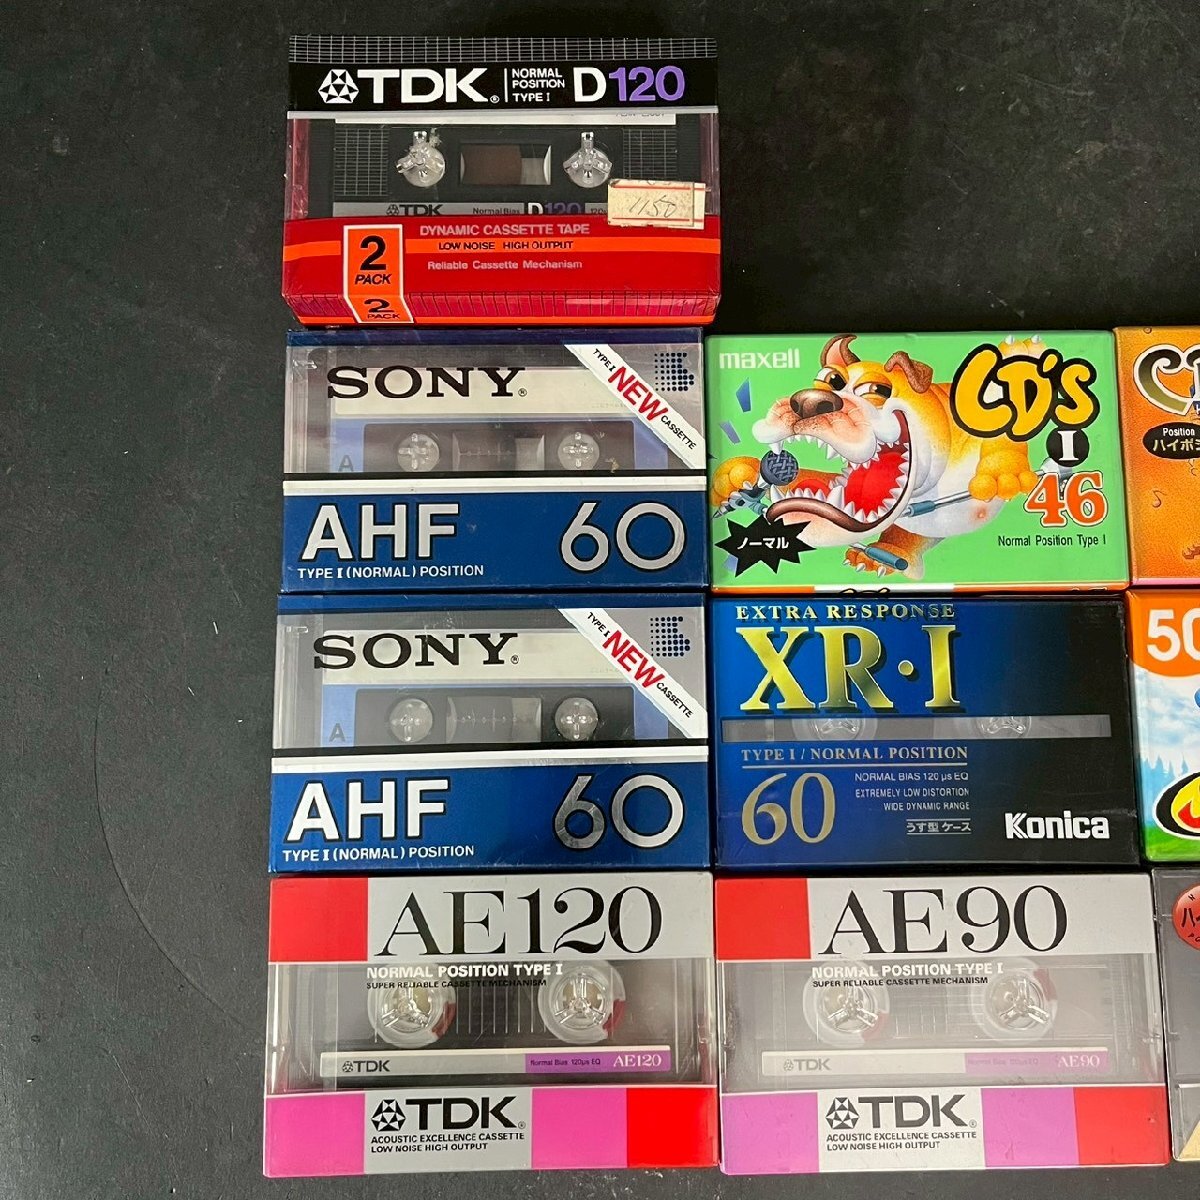 TDK® NORMAL POSITION TYPE I D120
TDK Normal Bias D120
1150
DYNAMIC CASSETTE TAPE
LOW NOISE HIGH OUTPUT
Reliable Cassette Mechanism
2 PACK
2 PACK
SONY®
TYPE I NEW CASSETTE
A
AHF 60
TYPE I (NORMAL) POSITION
maxell
CD'S I
46
ノーマル
Normal Position Type I
Position
SONY®
TYPE I NEW CASSETTE
A
AHF 60
TYPE I (NORMAL) POSITION
EXTRA RESPONSE
XR·I
TYPE I / NORMAL POSITION
60
NORMAL BIAS 120 μs EQ
EXTREMELY LOW DISTORTION
WIDE DYNAMIC RANGE
うす型 ケース
Konica
50
AE120
NORMAL POSITION TYPE I
SUPER RELIABLE CASSETTE MECHANISM
TDK Normal Bias 120μs EQ AE120
TDK®
ACOUSTIC EXCELLENCE CASSETTE
LOW NOISE HIGH OUTPUT
AE90
NORMAL POSITION TYPE I
SUPER RELIABLE CASSETTE MECHANISM
TDK Normal Bias 120μs EQ AE90
TDK®
ACOUSTIC EXCELLENCE CASSETTE
LOW NOISE HIGH OUTPUT